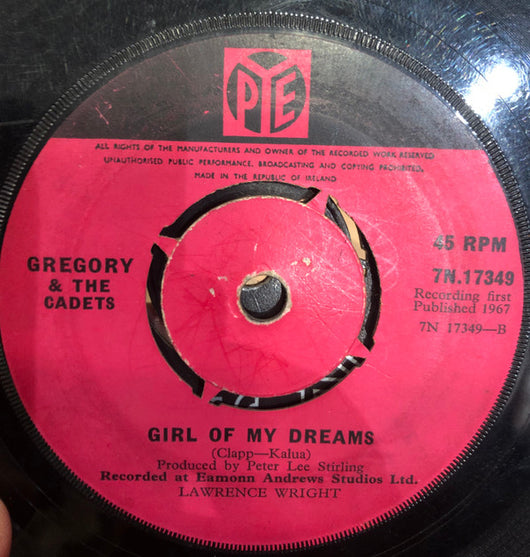 PYE
ALL RIGHTS OF THE MANUFACTURERS AND OWNER OF THE RECORDED WORK RESERVED
UNAUTHORISED PUBLIC PERFORMANCE, BROADCASTING AND COPYING PROHIBITED,
MADE IN THE REPUBLIC OF IRELAND
GREGORY
& THE
CADETS
45 RPM
7N.17349
Recording first
Published 1967
7N 17349—B
GIRL OF MY DREAMS
(Clapp—Kalua)
Produced by Peter Lee Stirling
Recorded at Eamonn Andrews Studios Ltd.
LAWRENCE WRIGHT